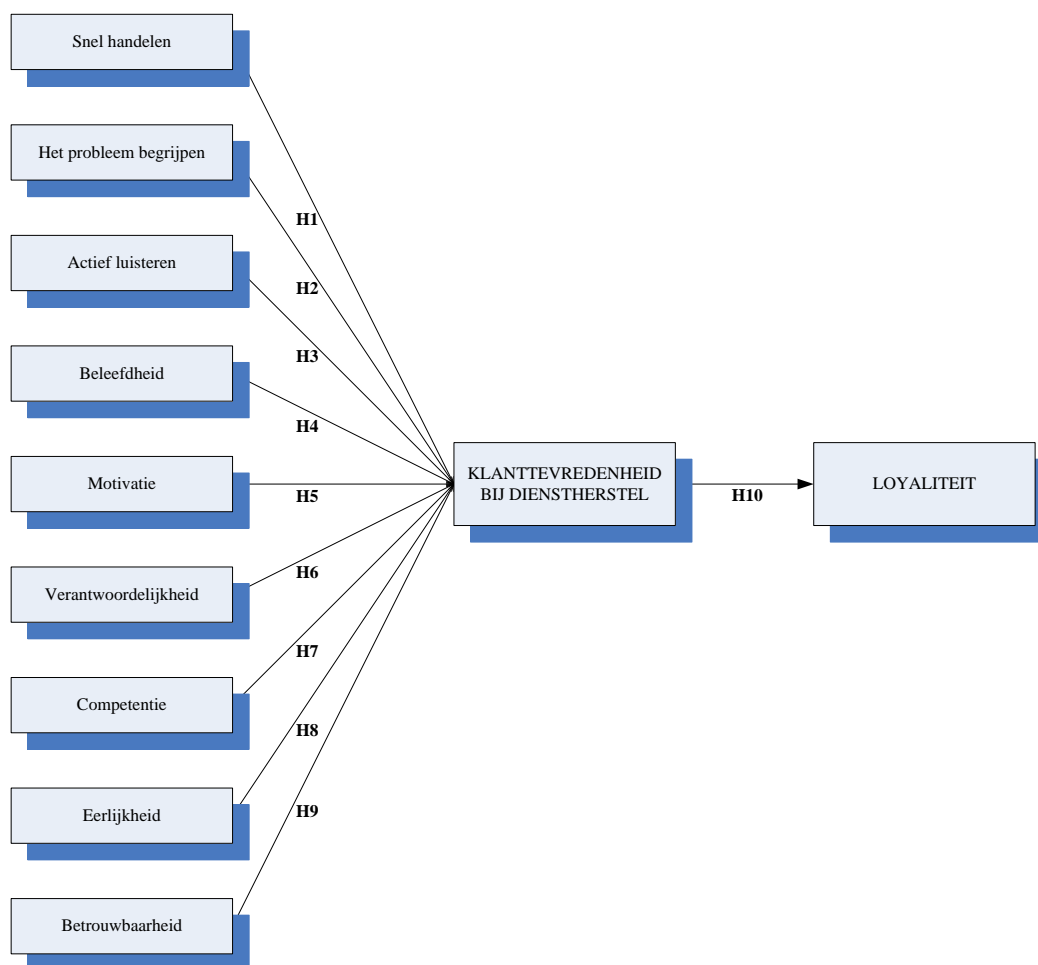 Snel handelen
Het probleem begrijpen
H1
Actief luisteren
H2
H3
Beleefdheid
H4
KLANTTEVREDENHEID
BIJ DIENSTHERSTEL
LOYALITEIT
Motivatie
H5
H10
H6
Verantwoordelijkheid
H7
Competentie
H8
Eerlijkheid
H9
Betrouwbaarheid